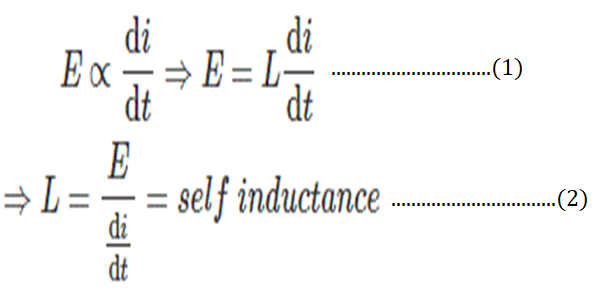 E ∝ di/dt ⇒ E = L di/dt ................................(1)
⇒ L = E/(di/dt) = self inductance .................................(2)